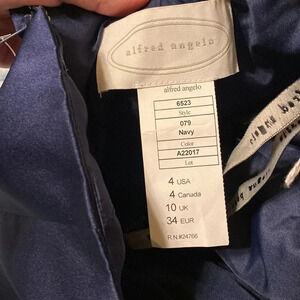 alfred angelo
alfred angelo
6523
Style
079
Navy
Color
A22017
Lot
4 USA
4 Canada
10 UK
34 EUR
R.N.#24766